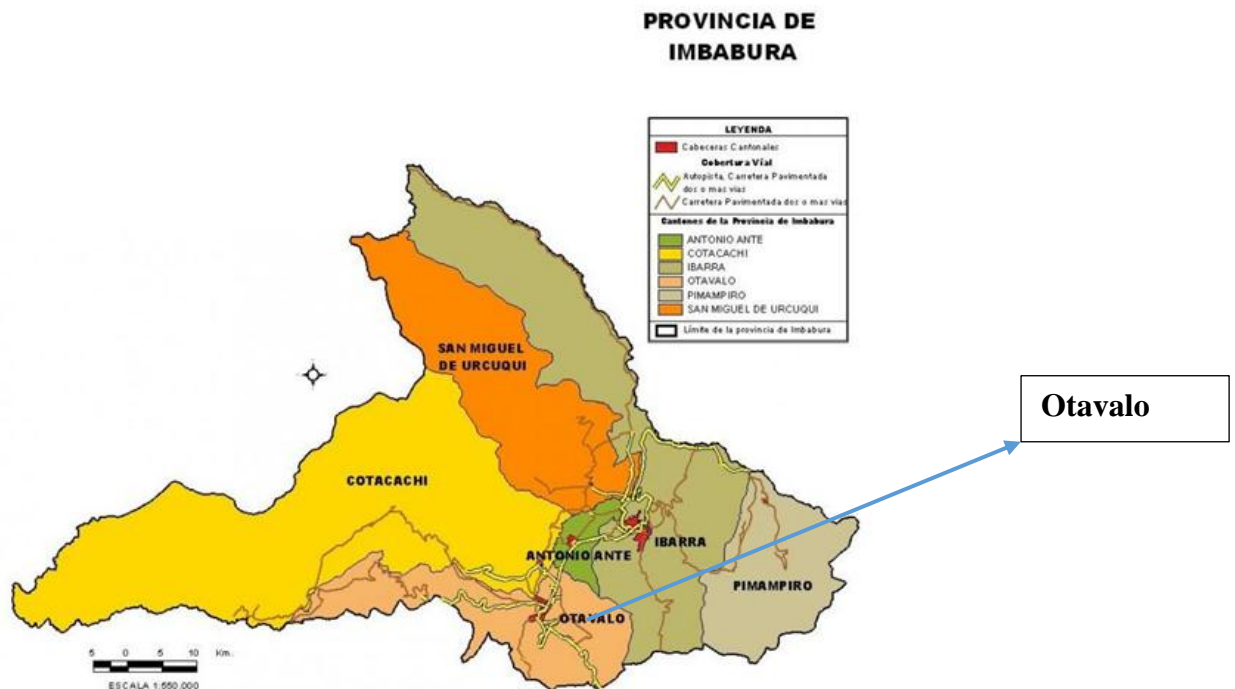 PROVINCIA DE
IMBABURA
LEYENDA
Cabeceras Cantonales
Cobertura Vial
Autopista, Carretera Pavimentada
dos o mas vias
Carretera Pavimentada dos o mas vias
Cantones de la Provincia de Imbabura
ANTONIO ANTE
COTACACHI
IBARRA
OTAVALO
PIMAMPIRO
SAN MIGUEL DE URCUQUI
Límite de la provincia de Imbabura
SAN MIGUEL
DE URCUQUI
Otavalo
COTACACHI
IBARRA
ANTONIO ANTE
PIMAMPIRO
OTAVALO
5 0 5 10 Km.
ESCALA 1:550.000